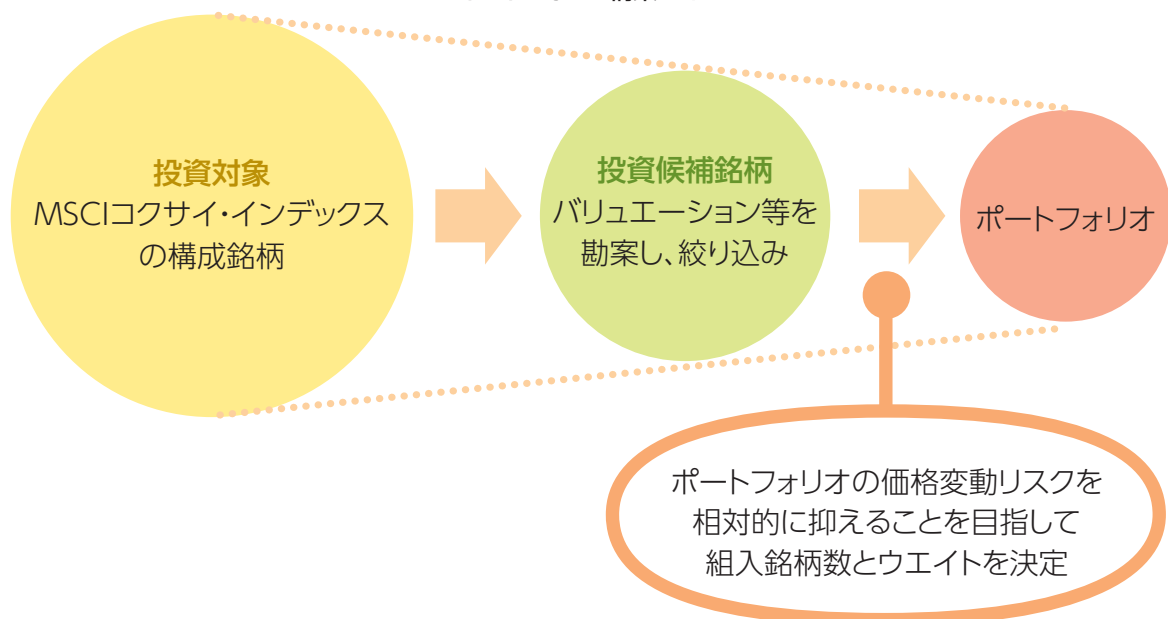 投資対象
MSCIコクサイ・インデックス
の構成銘柄
投資候補銘柄
バリュエーション等を
勘案し、絞り込み
ポートフォリオ
ポートフォリオの価格変動リスクを
相対的に抑えることを目指して
組入銘柄数とウエイトを決定